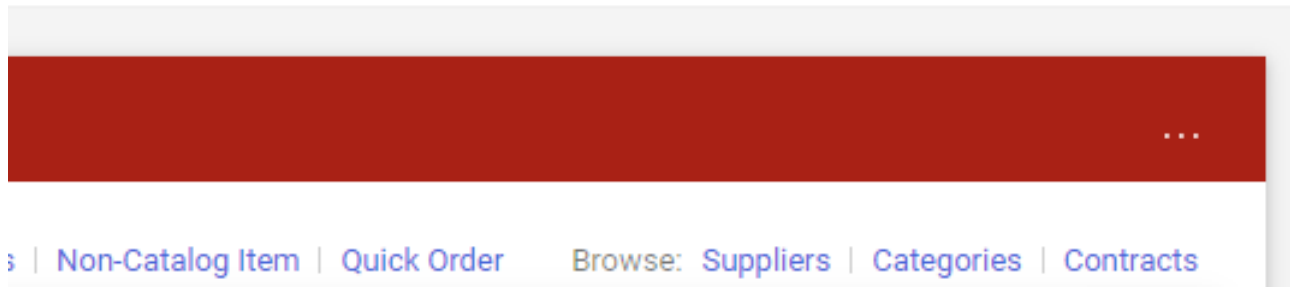 ...
s | Non-Catalog Item | Quick Order Browse: Suppliers | Categories | Contracts